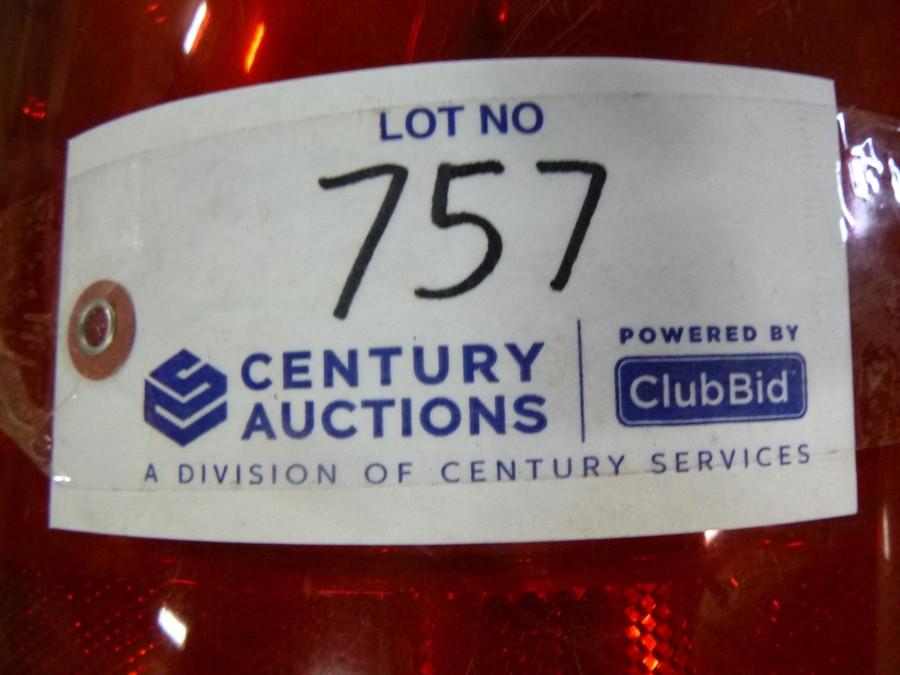 LOT NO
757
CENTURY
AUCTIONS
POWERED BY
ClubBid
A DIVISION OF CENTURY SERVICES